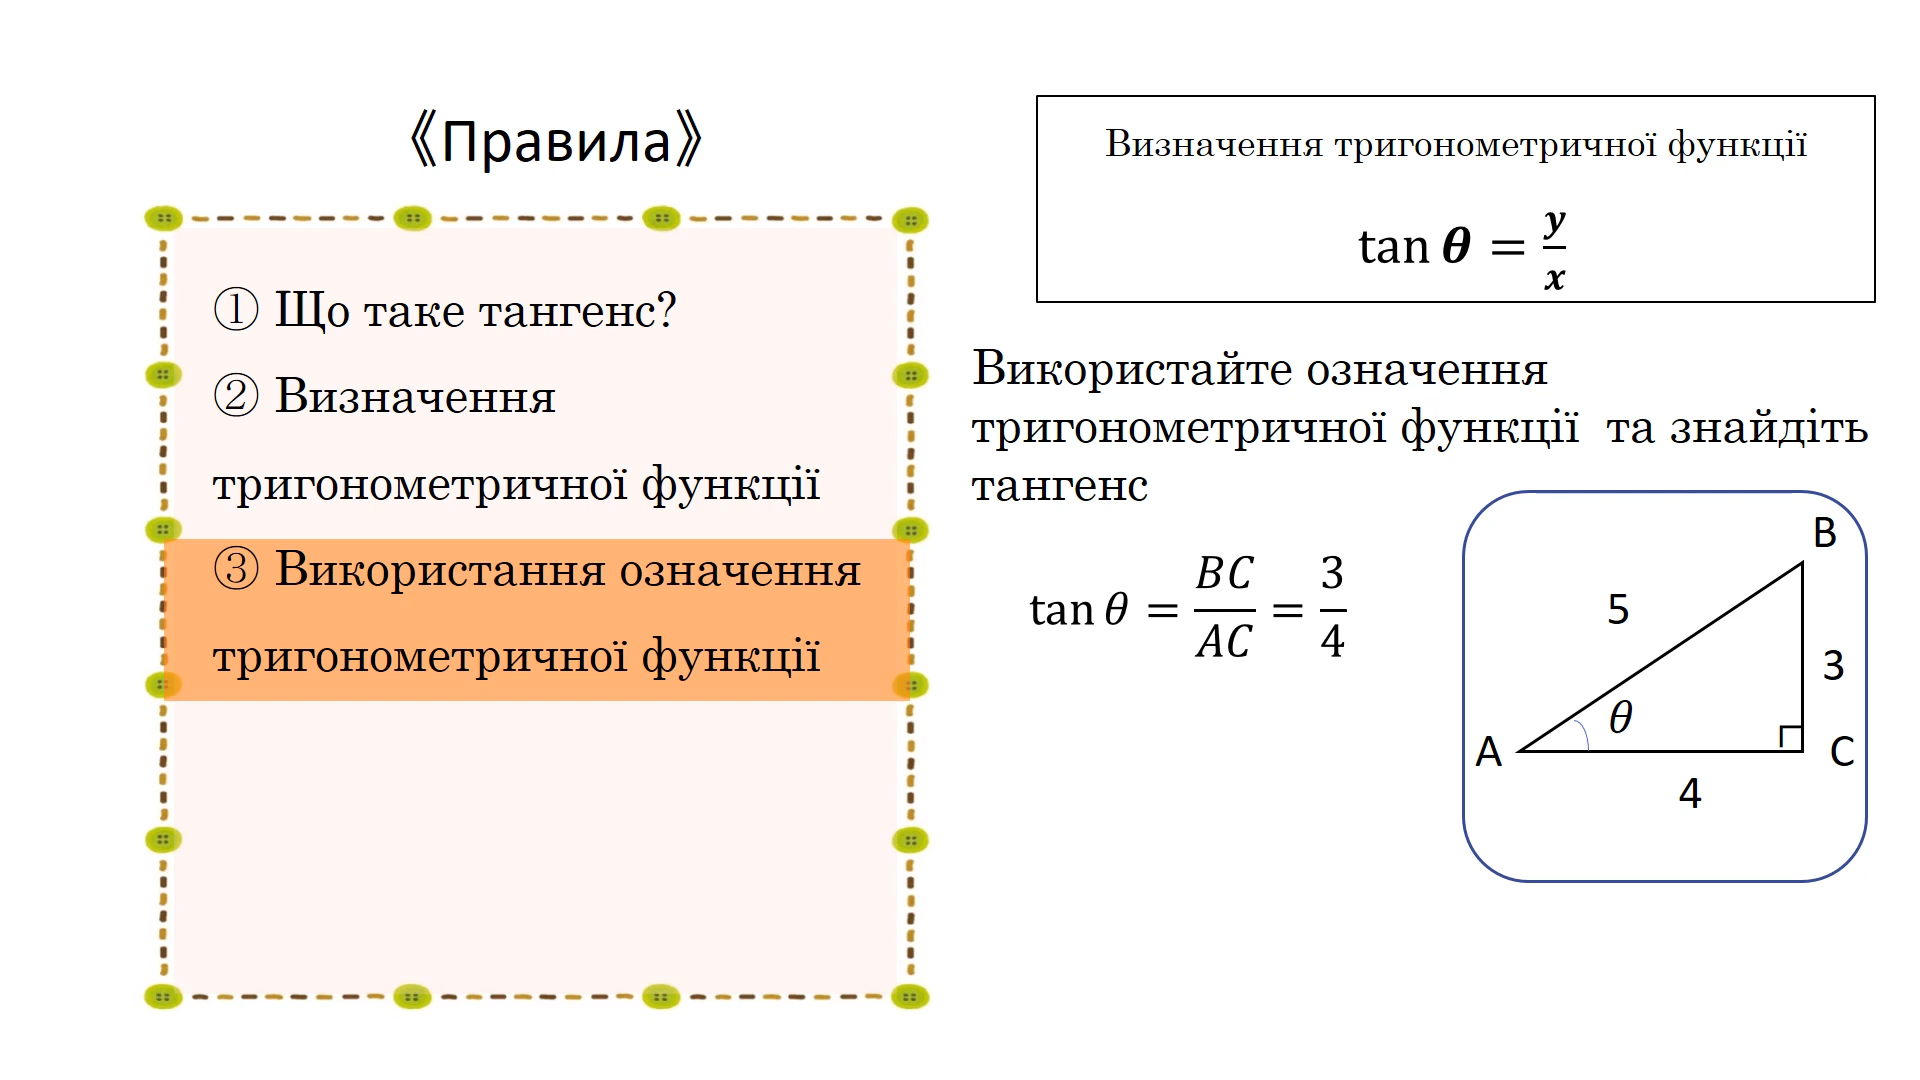 《Правила》
① Що таке тангенс?
② Визначення
тригонометричної функції
③ Використання означення
тригонометричної функції
Визначення тригонометричної функції
tan θ = y/x
Використайте означення
тригонометричної функції та знайдіть
тангенс
tan θ = BC/AC = 3/4
B
5
3
θ
A
C
4